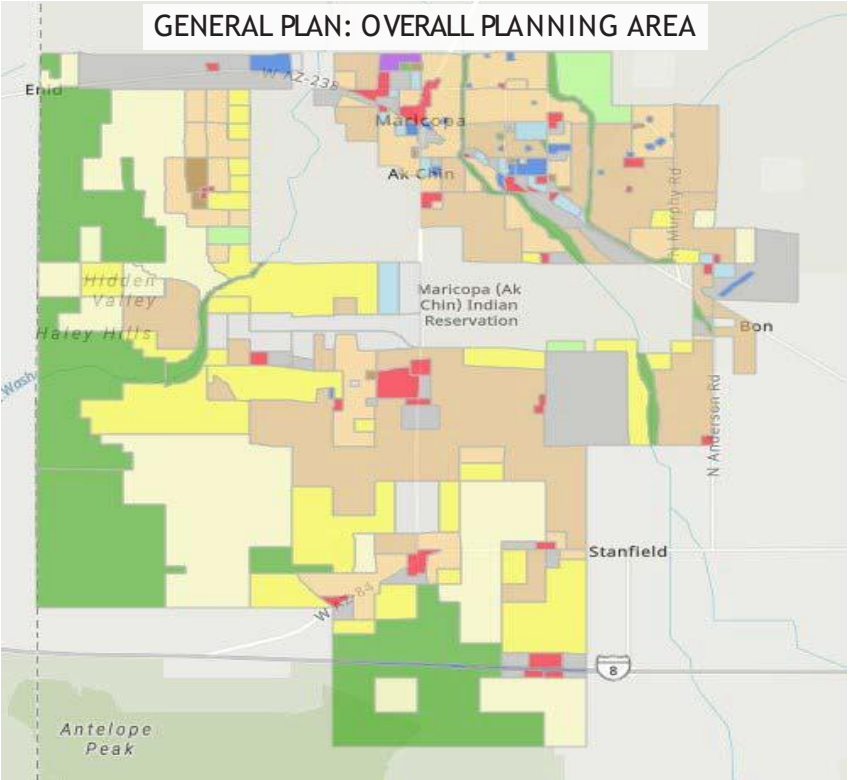 GENERAL PLAN: OVERALL PLANNING AREA
Enid
W AZ-238
Maricopa
Ak Chin
N Murphy Rd
Hidden
Valley
Maricopa (Ak
Chin) Indian
Reservation
Haley Hills
Bon
Wash
N Anderson Rd
Stanfield
W AZ-84
8
Antelope
Peak